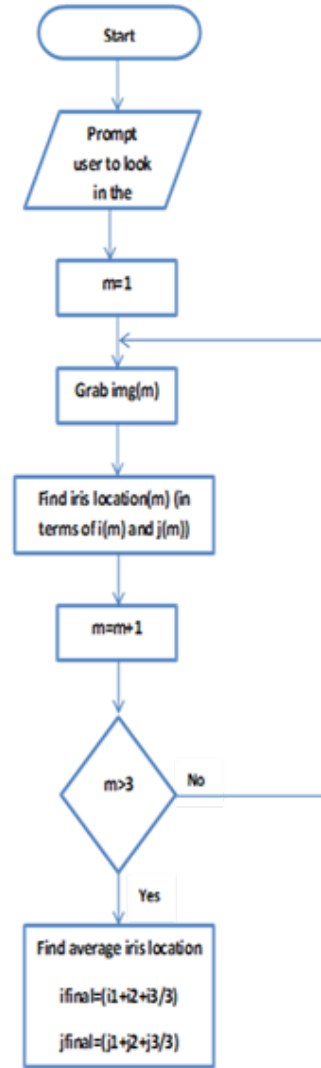 Start
Prompt
user to look
in the
m=1
Grab img(m)
Find iris location(m) (in
terms of i(m) and j(m))
m=m+1
m>3
No
Yes
Find average iris location
ifinal=(i1+i2+i3/3)
jfinal=(j1+j2+j3/3)